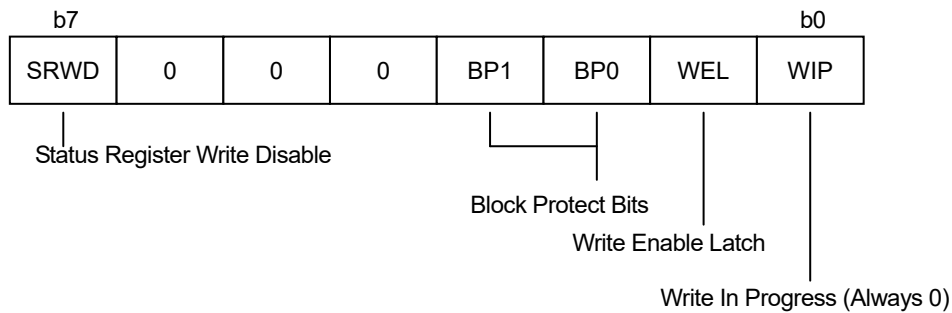 b7 b0
SRWD 0 0 0 BP1 BP0 WEL WIP
Status Register Write Disable
Block Protect Bits
Write Enable Latch
Write In Progress (Always 0)